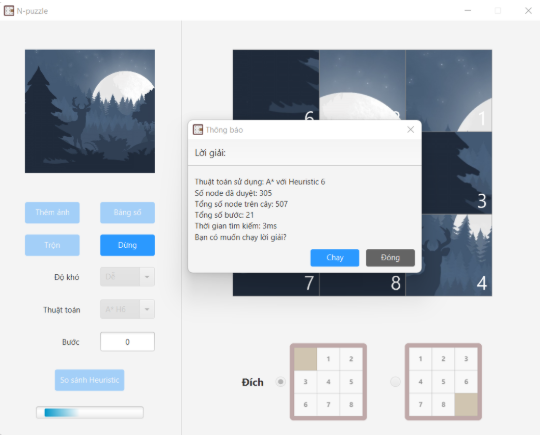 N-puzzle
6
1
Thông báo
Lời giải:
Thuật toán sử dụng: A* với Heuristic 6
Số node đã duyệt: 305
Tổng số node trên cây: 507
Tổng số bước: 21
Thời gian tìm kiếm: 3ms
Bạn có muốn chạy lời giải?
Chạy
Đóng
3
7
8
4
Thêm ảnh
Bảng số
Trộn
Dừng
Độ khó
Dễ
Thuật toán
A* H6
Bước
0
So sánh Heuristic
Đích
1 2
3 4 5
6 7 8
1 2 3
4 5 6
7 8